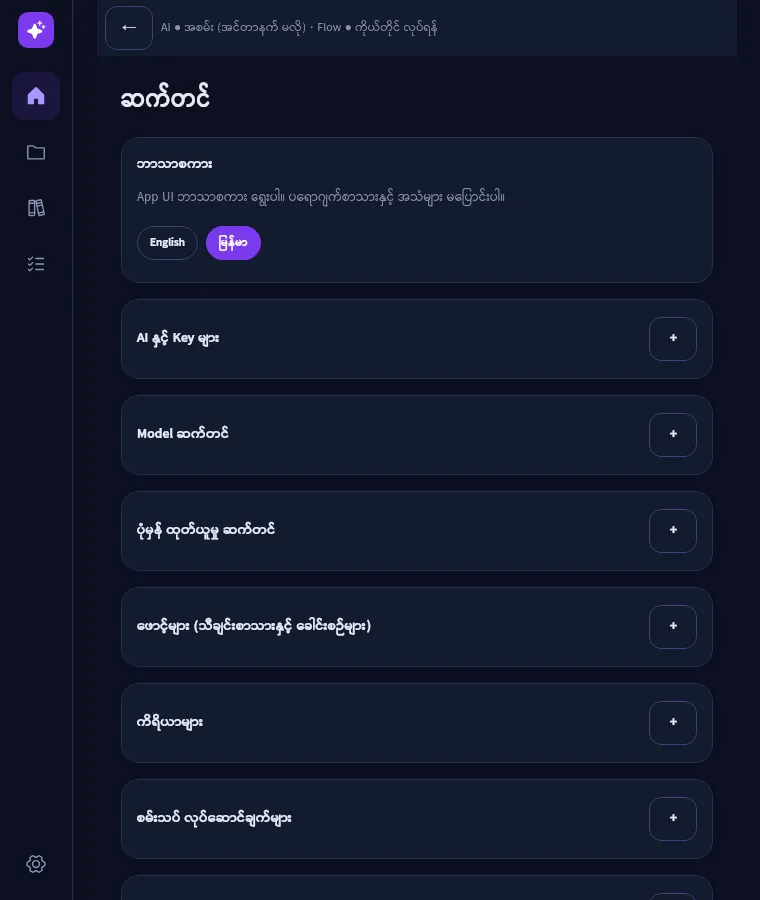 ← AI ● အစမ်း (အင်တာနက် မလို) · Flow ● ကိုယ်တိုင် လုပ်ရန်
ဆက်တင်
ဘာသာစကား
App UI ဘာသာစကား ရွေးပါ။ ပရောဂျက်စာသားနှင့် အသံများ မပြောင်းပါ။
English မြန်မာ
AI နှင့် Key များ +
Model ဆက်တင် +
ပုံမှန် ထုတ်ယူမှု ဆက်တင် +
ဖောင့်များ (သီချင်းစာသားနှင့် ခေါင်းစဉ်များ) +
ကိရိယာများ +
စမ်းသပ် လုပ်ဆောင်ချက်များ +